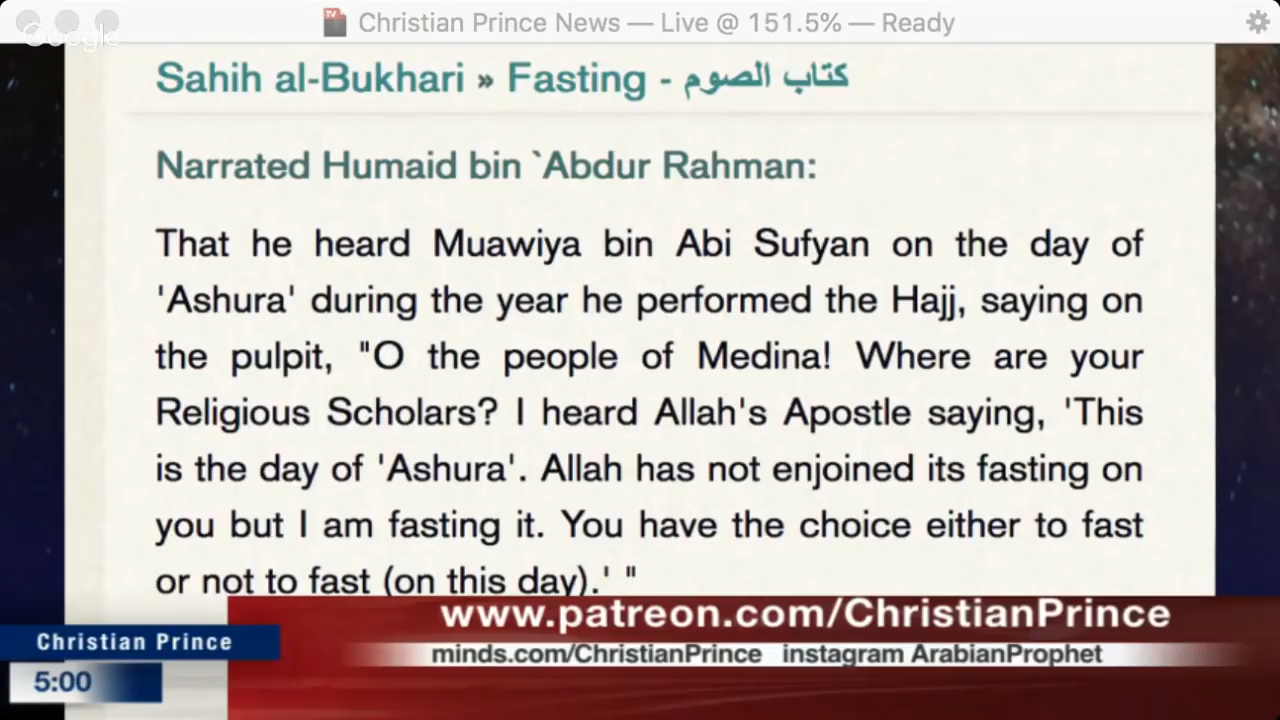 Christian Prince News — Live @ 151.5% — Ready
Google
Sahih al-Bukhari » Fasting - كتاب الصوم
Narrated Humaid bin `Abdur Rahman:
That he heard Muawiya bin Abi Sufyan on the day of
'Ashura' during the year he performed the Hajj, saying on
the pulpit, "O the people of Medina! Where are your
Religious Scholars? I heard Allah's Apostle saying, 'This
is the day of 'Ashura'. Allah has not enjoined its fasting on
you but I am fasting it. You have the choice either to fast
or not to fast (on this day).' "
www.patreon.com/ChristianPrince
Christian Prince
minds.com/ChristianPrince instagram ArabianProphet
5:00